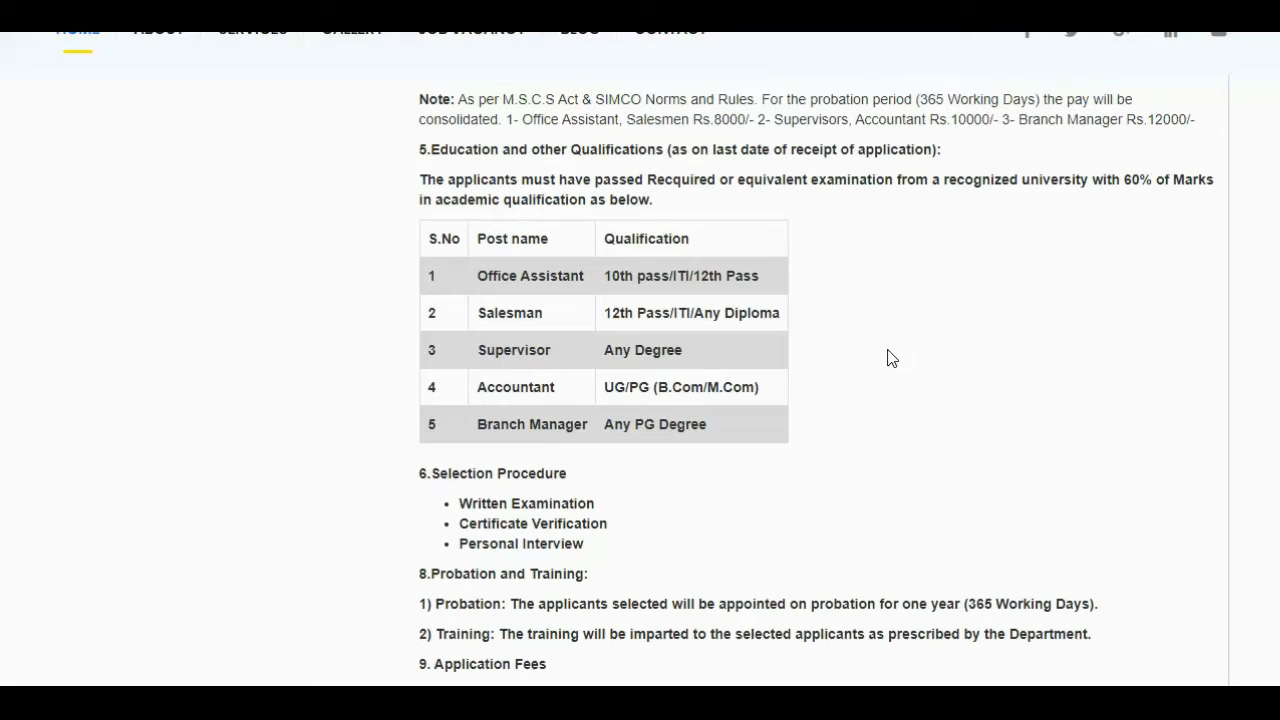 HOME ABOUT SERVICES GALLERY JOB VACANCY BLOG CONTACT
Note: As per M.S.C.S Act & SIMCO Norms and Rules. For the probation period (365 Working Days) the pay will be
consolidated. 1- Office Assistant, Salesmen Rs.8000/- 2- Supervisors, Accountant Rs.10000/- 3- Branch Manager Rs.12000/-
5.Education and other Qualifications (as on last date of receipt of application):
The applicants must have passed Recquired or equivalent examination from a recognized university with 60% of Marks
in academic qualification as below.
S.No Post name Qualification
1 Office Assistant 10th pass/ITI/12th Pass
2 Salesman 12th Pass/ITI/Any Diploma
3 Supervisor Any Degree
4 Accountant UG/PG (B.Com/M.Com)
5 Branch Manager Any PG Degree
6.Selection Procedure
• Written Examination
• Certificate Verification
• Personal Interview
8.Probation and Training:
1) Probation: The applicants selected will be appointed on probation for one year (365 Working Days).
2) Training: The training will be imparted to the selected applicants as prescribed by the Department.
9. Application Fees